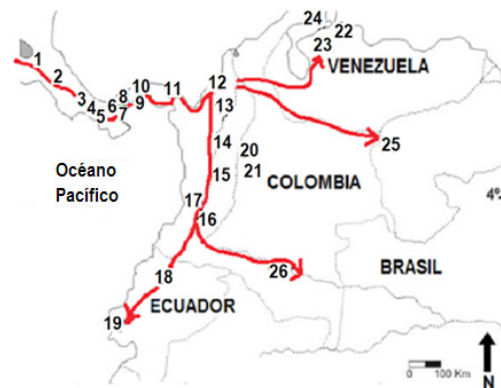 24
22
23
VENEZUELA
1
2
3
4
5
6
7
8
9
10
11
12
13
14
15
20
21
25
Océano
Pacífico
COLOMBIA
4º
17
16
18
26
BRASIL
19
ECUADOR
0 100 Km
N